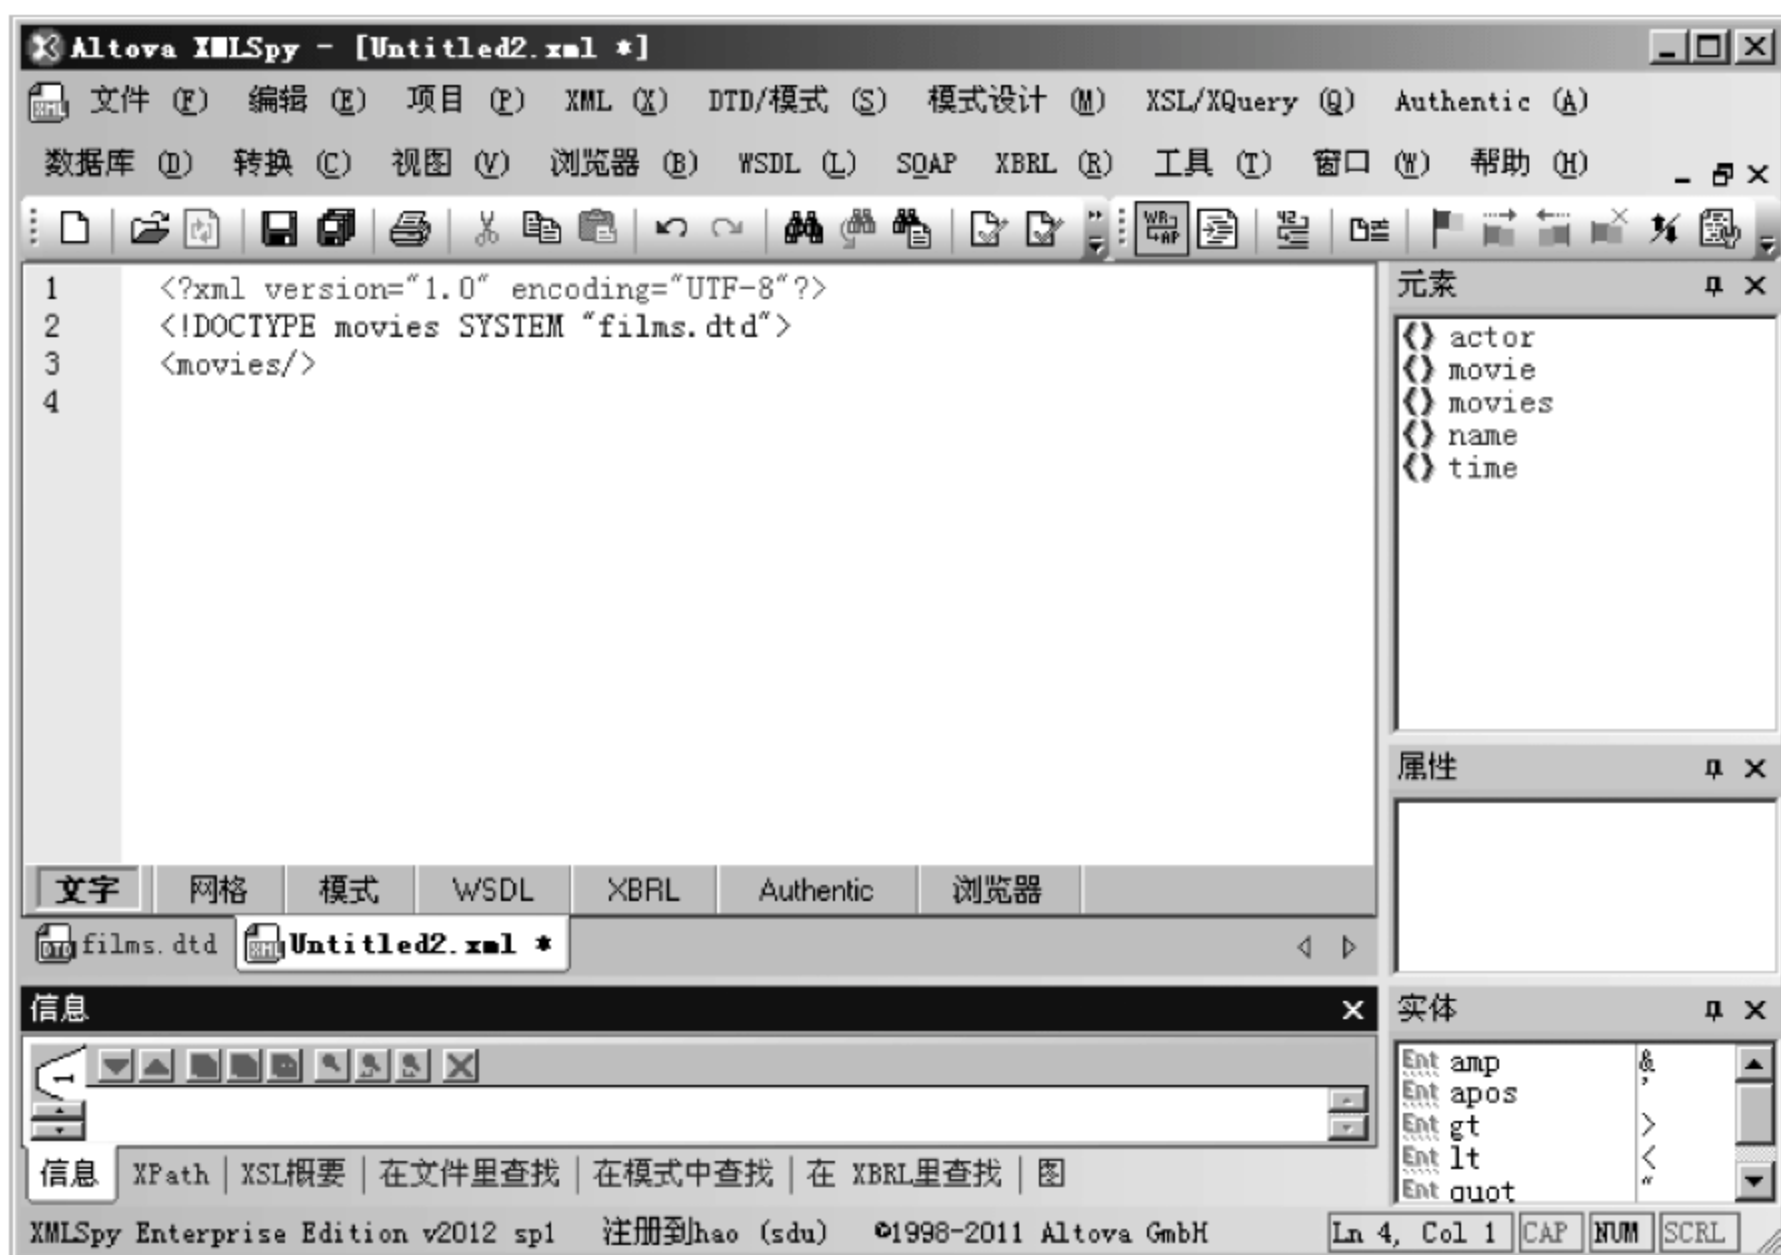 Altova XMLSpy - [Untitled2.xml *]
文件 (F) 编辑 (E) 项目 (P) XML (X) DTD/模式 (S) 模式设计 (M) XSL/XQuery (Q) Authentic (A)
数据库 (D) 转换 (C) 视图 (V) 浏览器 (B) WSDL (L) SOAP XBRL (R) 工具 (T) 窗口 (W) 帮助 (H)
1 <?xml version="1.0" encoding="UTF-8"?>
2 <!DOCTYPE movies SYSTEM "films.dtd">
3 <movies/>
4
元素
actor
movie
movies
name
time
属性
文字 网格 模式 WSDL XBRL Authentic 浏览器
films.dtd Untitled2.xml *
信息
1
实体
Ent amp &
Ent apos '
Ent gt >
Ent lt <
Ent quot "
信息 XPath XSL概要 在文件里查找 在模式中查找 在 XBRL里查找 图
XMLSpy Enterprise Edition v2012 sp1 注册到hao (sdu) ©1998-2011 Altova GmbH Ln 4, Col 1 CAP NUM SCRL